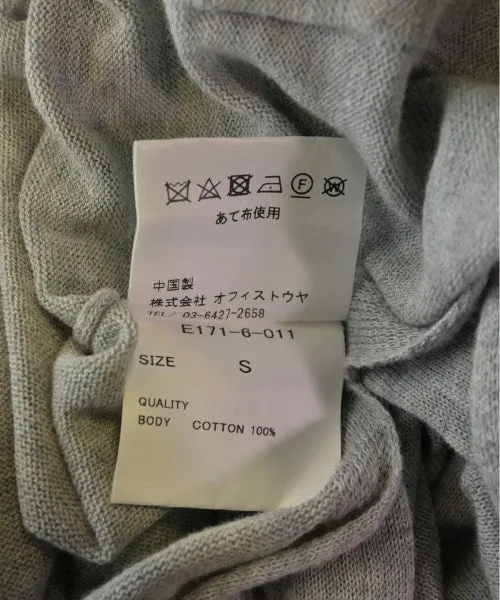 F W
あて布使用
中国製
株式会社 オフィストウヤ
TEL/ 03-6427-2658
E171-6-011
SIZE S
QUALITY
BODY COTTON 100%